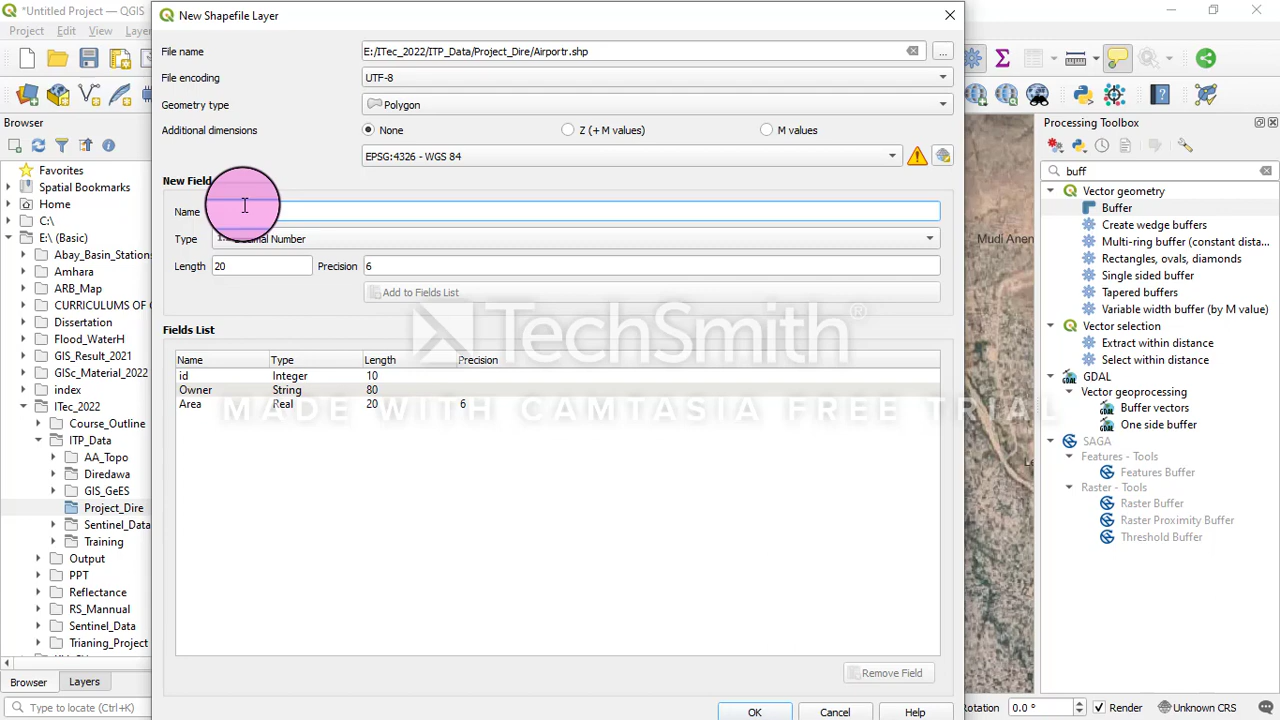 *Untitled Project — QGIS
New Shapefile Layer
Project Edit View Layer
File name E:/ITec_2022/ITP_Data/Project_Dire/Airportr.shp ...
File encoding UTF-8
Geometry type Polygon
Additional dimensions None Z (+ M values) M values
EPSG:4326 - WGS 84
New Field
Name
Type Decimal Number
Length 20 Precision 6
Add to Fields List
Fields List
Name Type Length Precision
id Integer 10
Owner String 80
Area Real 20 6
Remove Field
OK Cancel Help
TechSmith®
MADE WITH CAMTASIA FREE TRIAL
Browser
Favorites
Spatial Bookmarks
Home
C:\
E:\ (Basic)
Abay_Basin_Stations
Amhara
ARB_Map
CURRICULUMS OF C
Dissertation
Flood_WaterH
GIS_Result_2021
GISc_Material_2022
index
ITec_2022
Course_Outline
ITP_Data
AA_Topo
Diredawa
GIS_GeES
Project_Dire
Sentinel_Data
Training
Output
PPT
Reflectance
RS_Mannual
Sentinel_Data
Trianing_Project
Browser Layers
Type to locate (Ctrl+K)
Mudi Anen
Processing Toolbox
buff
Vector geometry
Buffer
Create wedge buffers
Multi-ring buffer (constant dista...
Rectangles, ovals, diamonds
Single sided buffer
Tapered buffers
Variable width buffer (by M value)
Vector selection
Extract within distance
Select within distance
GDAL
Vector geoprocessing
Buffer vectors
One side buffer
SAGA
Features - Tools
Features Buffer
Raster - Tools
Raster Buffer
Raster Proximity Buffer
Threshold Buffer
Rotation 0.0 ° Render Unknown CRS